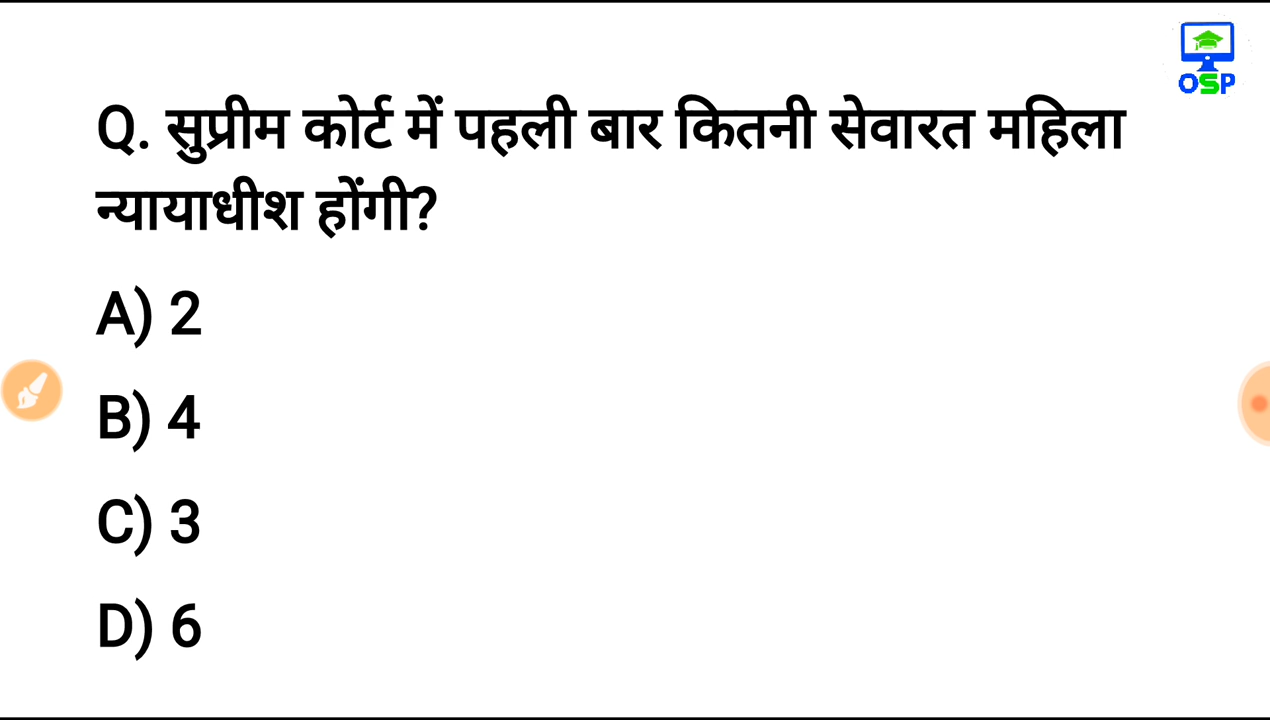 OSP
Q. सुप्रीम कोर्ट में पहली बार कितनी सेवारत महिला
न्यायाधीश होंगी?
A) 2
B) 4
C) 3
D) 6